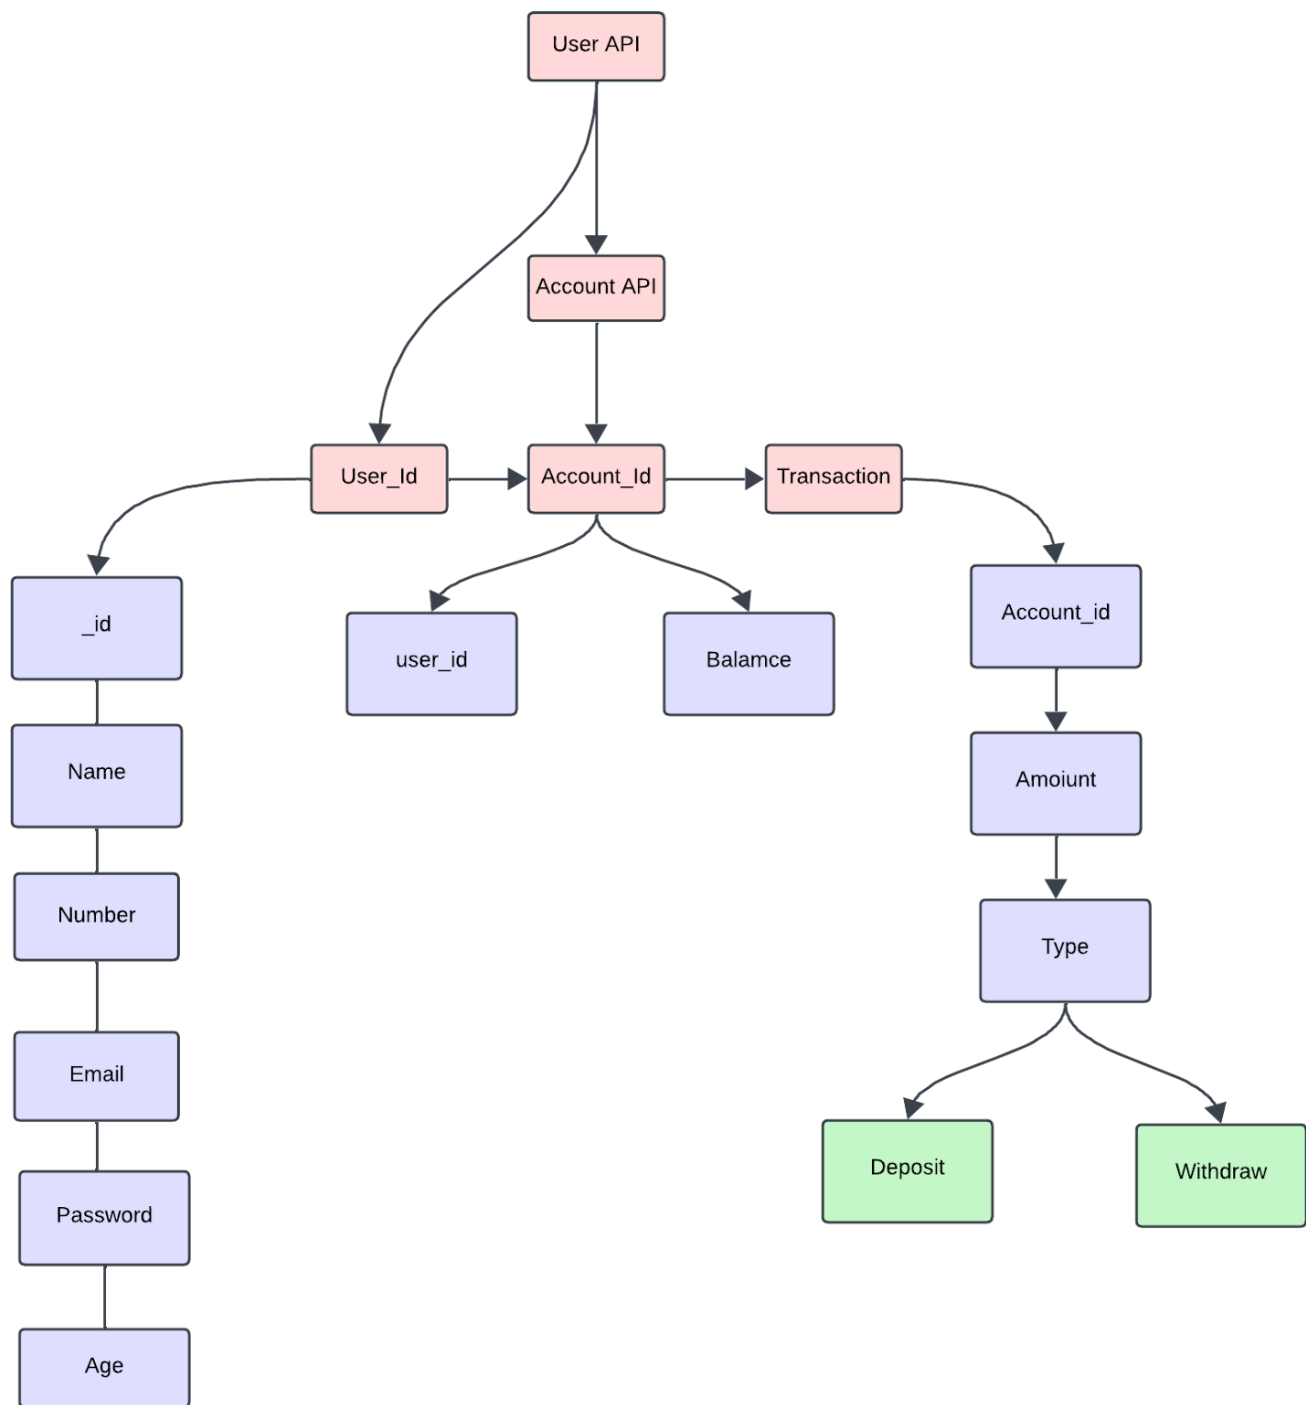 User API
Account API
User_Id
Account_Id
Transaction
_id
user_id
Balamce
Account_id
Name
Amoiunt
Number
Type
Email
Deposit
Withdraw
Password
Age